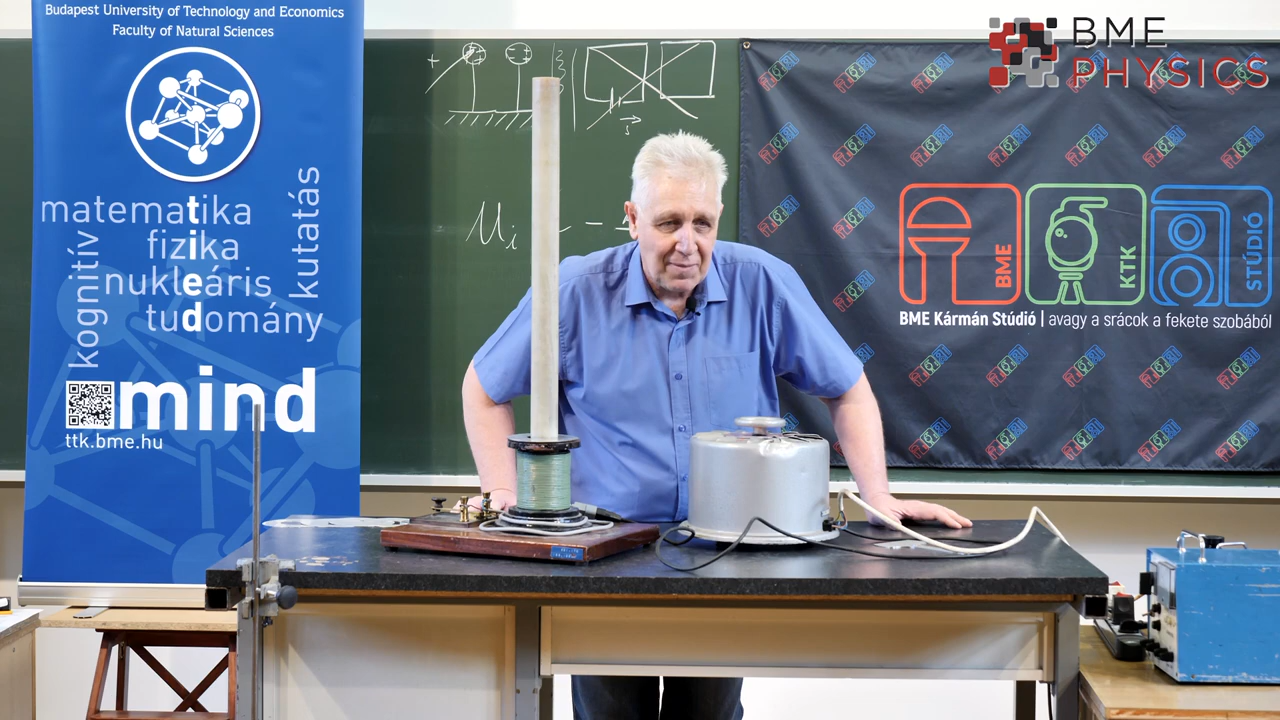 Budapest University of Technology and Economics
Faculty of Natural Sciences
matematika
fizika
nukleáris
tudomány
kognitív
kutatás
tited
mind
ttk.bme.hu
BME
PHYSICS
BME
KTK
STÚDIÓ
BME Kármán Stúdió | avagy a srácok a fekete szobából
+
U i
-